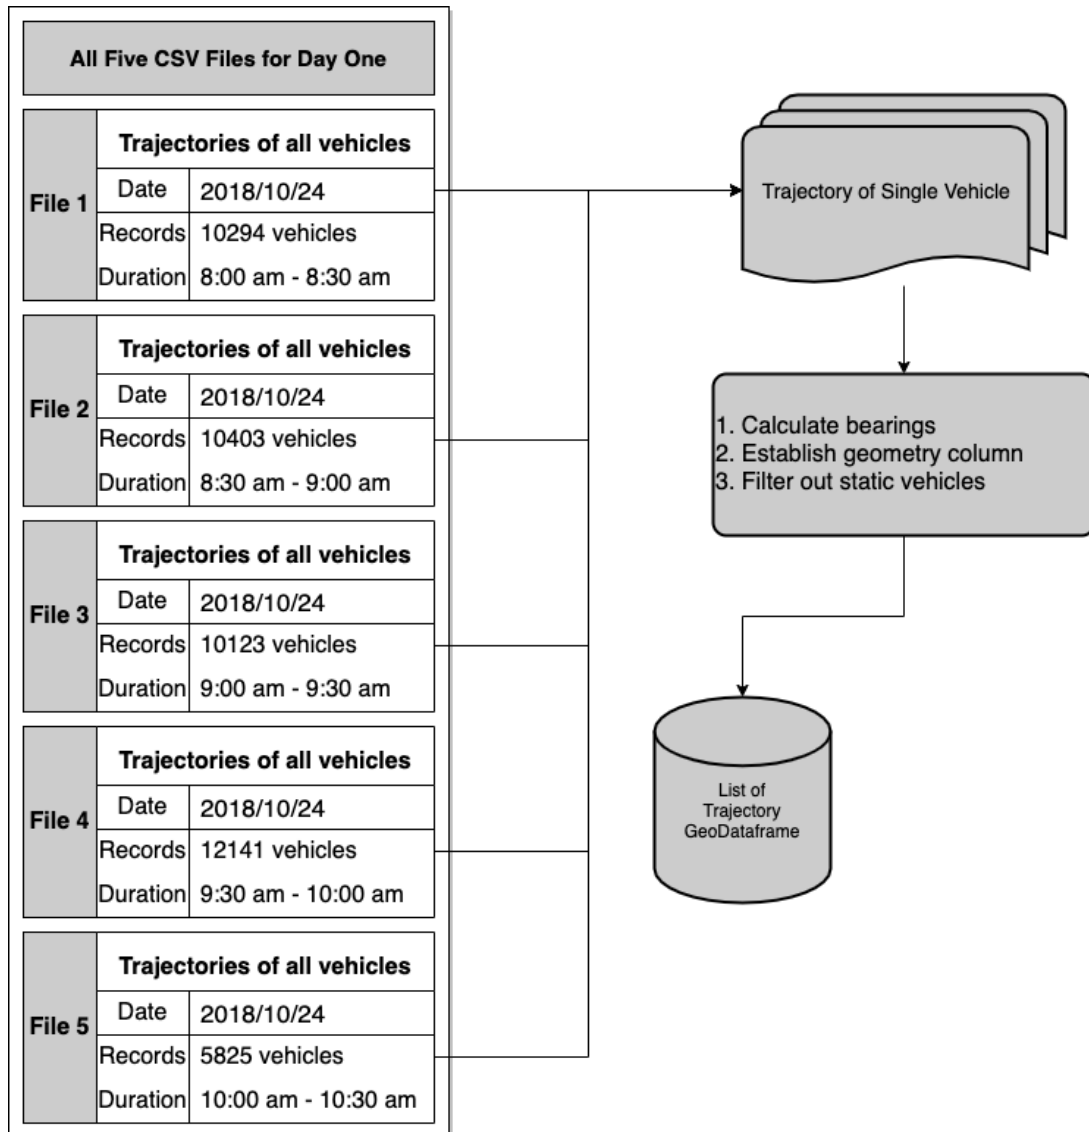 All Five CSV Files for Day One
File 1
Trajectories of all vehicles
Date 2018/10/24
Records 10294 vehicles
Duration 8:00 am - 8:30 am
File 2
Trajectories of all vehicles
Date 2018/10/24
Records 10403 vehicles
Duration 8:30 am - 9:00 am
File 3
Trajectories of all vehicles
Date 2018/10/24
Records 10123 vehicles
Duration 9:00 am - 9:30 am
File 4
Trajectories of all vehicles
Date 2018/10/24
Records 12141 vehicles
Duration 9:30 am - 10:00 am
File 5
Trajectories of all vehicles
Date 2018/10/24
Records 5825 vehicles
Duration 10:00 am - 10:30 am
Trajectory of Single Vehicle
1. Calculate bearings
2. Establish geometry column
3. Filter out static vehicles
List of
Trajectory
GeoDataframe